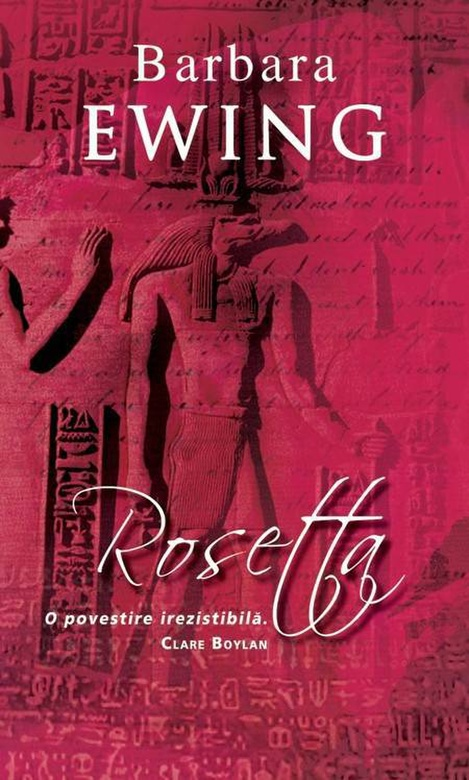 Barbara
EWING
Rosetta
O povestire irezistibilă.
CLARE BOYLAN